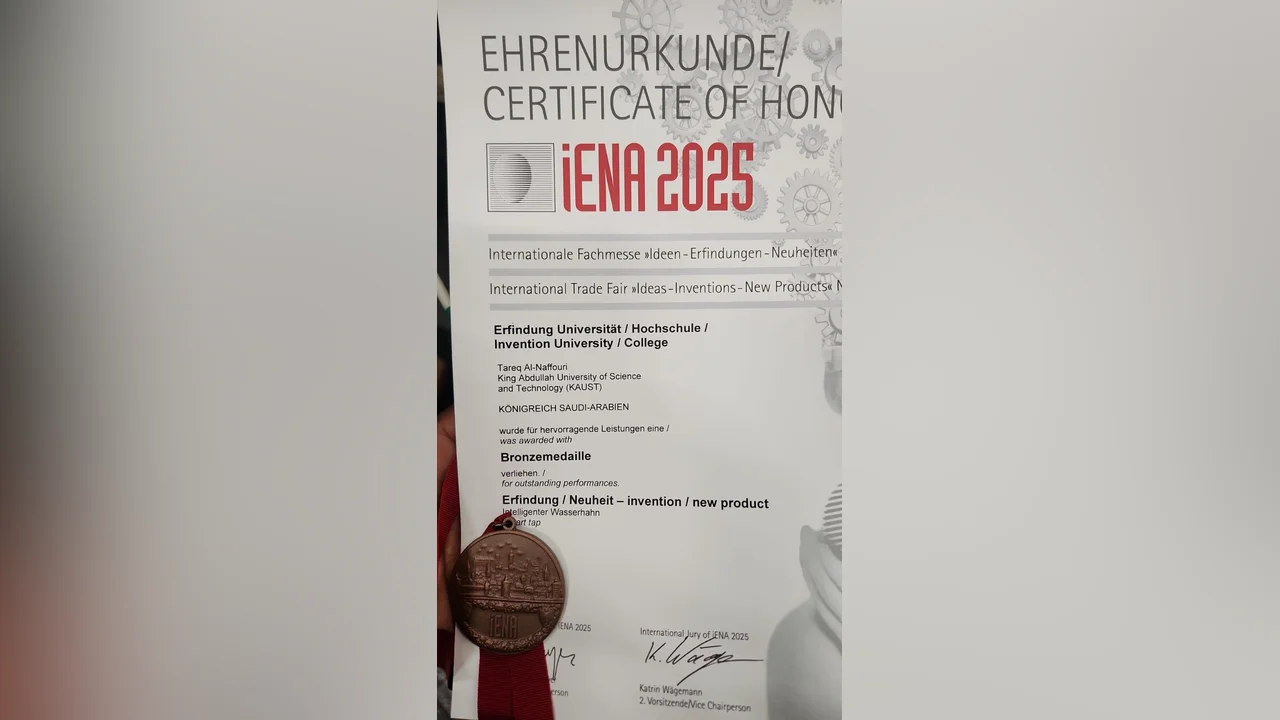 EHRENURKUNDE/
CERTIFICATE OF HON
iENA 2025
Internationale Fachmesse »Ideen-Erfindungen-Neuheiten«
International Trade Fair »Ideas-Inventions-New Products« N
Erfindung Universität / Hochschule /
Invention University / College
Tareq Al-Naffouri
King Abdullah University of Science
and Technology (KAUST)
KÖNIGREICH SAUDI-ARABIEN
wurde für hervorragende Leistungen eine /
was awarded with
Bronzemedaille
verliehen. /
for outstanding performances.
Erfindung / Neuheit – invention / new product
Intelligenter Wasserhahn
art tap
iENA
iENA 2025
International Jury of iENA 2025
K. Wäge
erson
Katrin Wägemann
2. Vorsitzende/Vice Chairperson